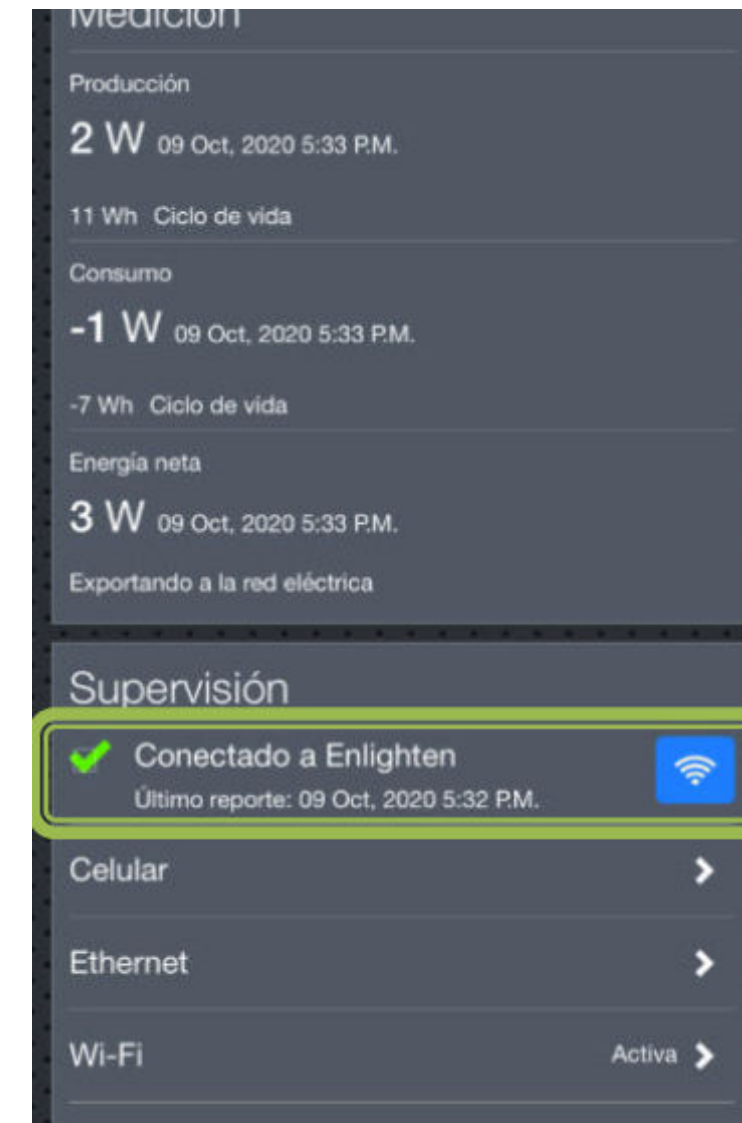 Medición
Producción
2 W 09 Oct, 2020 5:33 P.M.
11 Wh Ciclo de vida
Consumo
-1 W 09 Oct, 2020 5:33 P.M.
-7 Wh Ciclo de vida
Energía neta
3 W 09 Oct, 2020 5:33 P.M.
Exportando a la red eléctrica
Supervisión
Conectado a Enlighten
Último reporte: 09 Oct, 2020 5:32 P.M.
Celular
Ethernet
Wi-Fi Activa